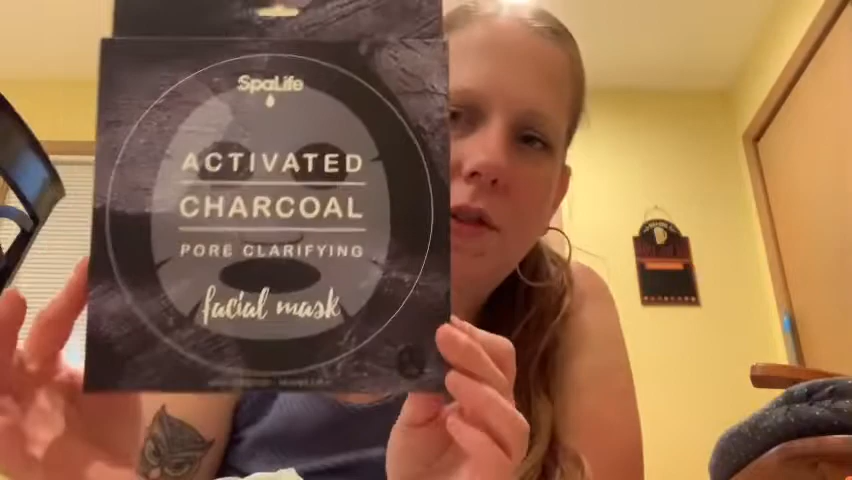 SpaLife
ACTIVATED
CHARCOAL
PORE CLARIFYING
facial mask